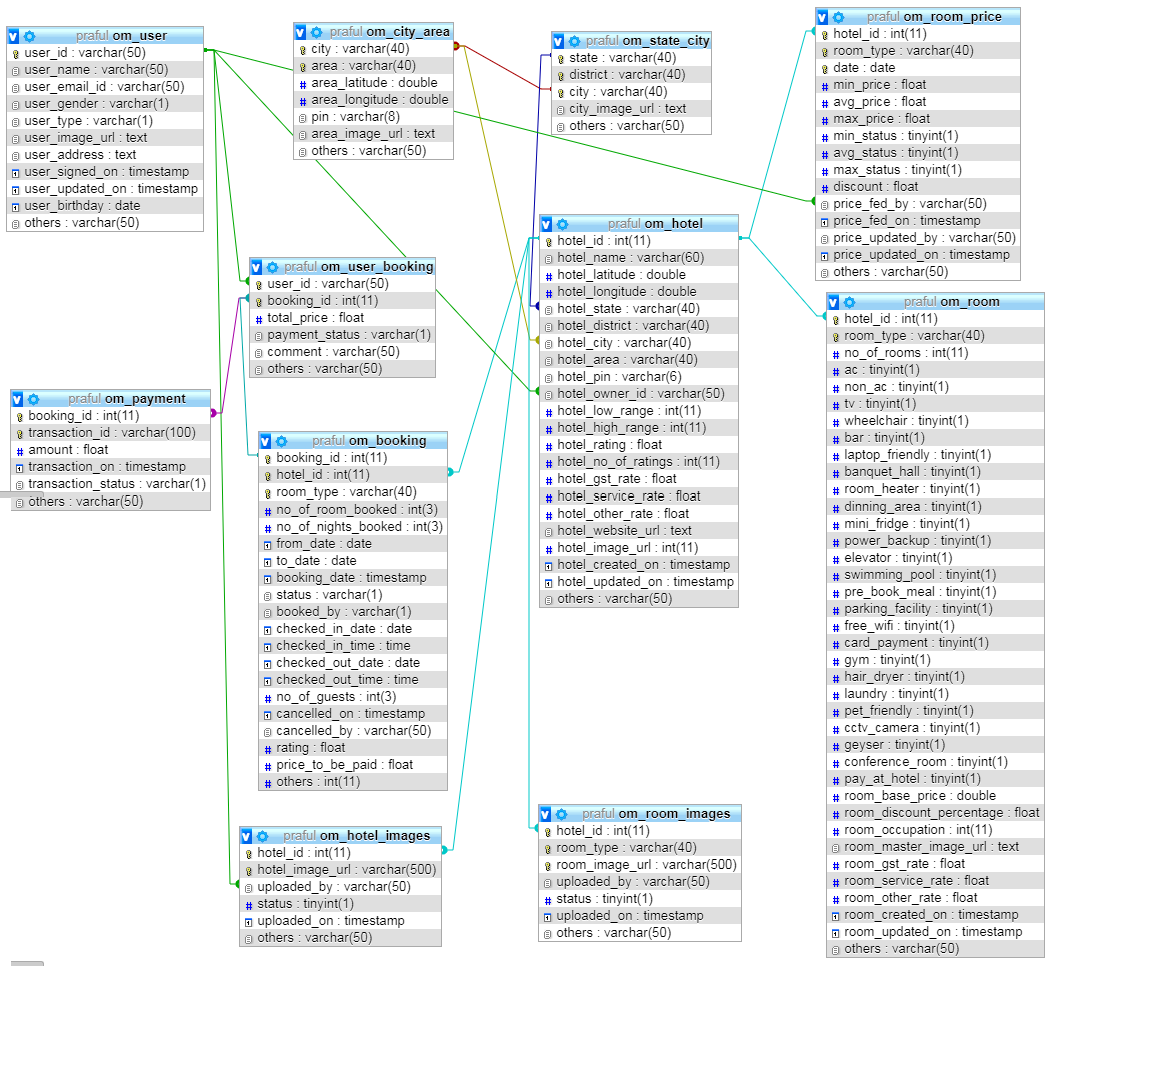 praful om_user
user_id : varchar(50)
user_name : varchar(50)
user_email_id : varchar(50)
user_gender : varchar(1)
user_type : varchar(1)
user_image_url : text
user_address : text
user_signed_on : timestamp
user_updated_on : timestamp
user_birthday : date
others : varchar(50)
praful om_city_area
city : varchar(40)
area : varchar(40)
area_latitude : double
area_longitude : double
pin : varchar(8)
area_image_url : text
others : varchar(50)
praful om_state_city
state : varchar(40)
district : varchar(40)
city : varchar(40)
city_image_url : text
others : varchar(50)
praful om_room_price
hotel_id : int(11)
room_type : varchar(40)
date : date
min_price : float
avg_price : float
max_price : float
min_status : tinyint(1)
avg_status : tinyint(1)
max_status : tinyint(1)
discount : float
price_fed_by : varchar(50)
price_fed_on : timestamp
price_updated_by : varchar(50)
price_updated_on : timestamp
others : varchar(50)
praful om_user_booking
user_id : varchar(50)
booking_id : int(11)
total_price : float
payment_status : varchar(1)
comment : varchar(50)
others : varchar(50)
praful om_hotel
hotel_id : int(11)
hotel_name : varchar(60)
hotel_latitude : double
hotel_longitude : double
hotel_state : varchar(40)
hotel_district : varchar(40)
hotel_city : varchar(40)
hotel_area : varchar(40)
hotel_pin : varchar(6)
hotel_owner_id : varchar(50)
hotel_low_range : int(11)
hotel_high_range : int(11)
hotel_rating : float
hotel_no_of_ratings : int(11)
hotel_gst_rate : float
hotel_service_rate : float
hotel_other_rate : float
hotel_website_url : text
hotel_image_url : int(11)
hotel_created_on : timestamp
hotel_updated_on : timestamp
others : varchar(50)
praful om_payment
booking_id : int(11)
transaction_id : varchar(100)
amount : float
transaction_on : timestamp
transaction_status : varchar(1)
others : varchar(50)
praful om_booking
booking_id : int(11)
hotel_id : int(11)
room_type : varchar(40)
no_of_room_booked : int(3)
no_of_nights_booked : int(3)
from_date : date
to_date : date
booking_date : timestamp
status : varchar(1)
booked_by : varchar(1)
checked_in_date : date
checked_in_time : time
checked_out_date : date
checked_out_time : time
no_of_guests : int(3)
cancelled_on : timestamp
cancelled_by : varchar(50)
rating : float
price_to_be_paid : float
others : int(11)
praful om_room
hotel_id : int(11)
room_type : varchar(40)
no_of_rooms : int(11)
ac : tinyint(1)
non_ac : tinyint(1)
tv : tinyint(1)
wheelchair : tinyint(1)
bar : tinyint(1)
laptop_friendly : tinyint(1)
banquet_hall : tinyint(1)
room_heater : tinyint(1)
dinning_area : tinyint(1)
mini_fridge : tinyint(1)
power_backup : tinyint(1)
elevator : tinyint(1)
swimming_pool : tinyint(1)
pre_book_meal : tinyint(1)
parking_facility : tinyint(1)
free_wifi : tinyint(1)
card_payment : tinyint(1)
gym : tinyint(1)
hair_dryer : tinyint(1)
laundry : tinyint(1)
pet_friendly : tinyint(1)
cctv_camera : tinyint(1)
geyser : tinyint(1)
conference_room : tinyint(1)
pay_at_hotel : tinyint(1)
room_base_price : double
room_discount_percentage : float
room_occupation : int(11)
room_master_image_url : text
room_gst_rate : float
room_service_rate : float
room_other_rate : float
room_created_on : timestamp
room_updated_on : timestamp
others : varchar(50)
praful om_hotel_images
hotel_id : int(11)
hotel_image_url : varchar(500)
uploaded_by : varchar(50)
status : tinyint(1)
uploaded_on : timestamp
others : varchar(50)
praful om_room_images
hotel_id : int(11)
room_type : varchar(40)
room_image_url : varchar(500)
uploaded_by : varchar(50)
status : tinyint(1)
uploaded_on : timestamp
others : varchar(50)